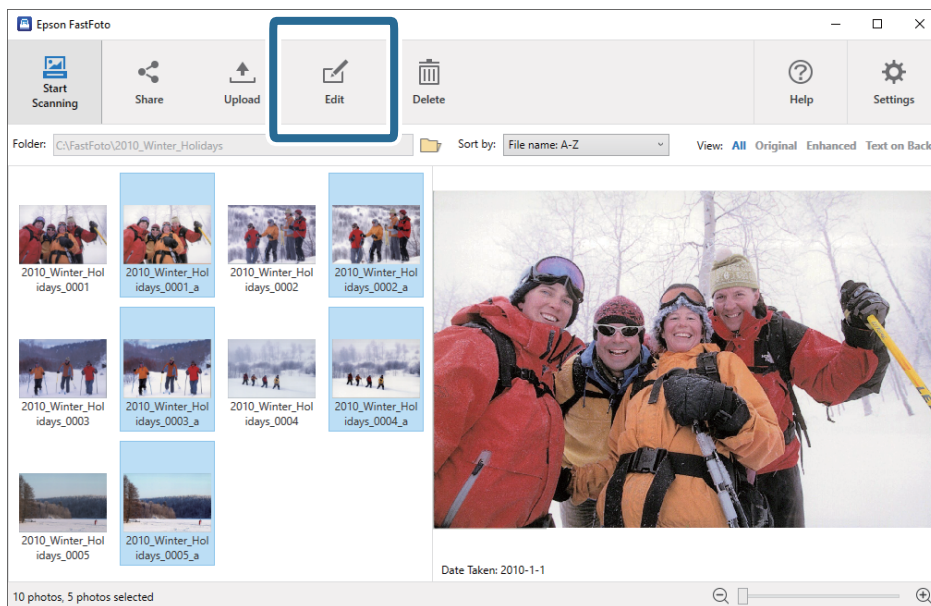 Epson FastFoto
Start
Scanning
Share
Upload
Edit
Delete
Help
Settings
Folder: C:\FastFoto\2010_Winter_Holidays
Sort by: File name: A-Z
View: All Original Enhanced Text on Back
2010_Winter_Hol
idays_0001
2010_Winter_Hol
idays_0001_a
2010_Winter_Hol
idays_0002
2010_Winter_Hol
idays_0002_a
2010_Winter_Hol
idays_0003
2010_Winter_Hol
idays_0003_a
2010_Winter_Hol
idays_0004
2010_Winter_Hol
idays_0004_a
2010_Winter_Hol
idays_0005
2010_Winter_Hol
idays_0005_a
Date Taken: 2010-1-1
10 photos, 5 photos selected